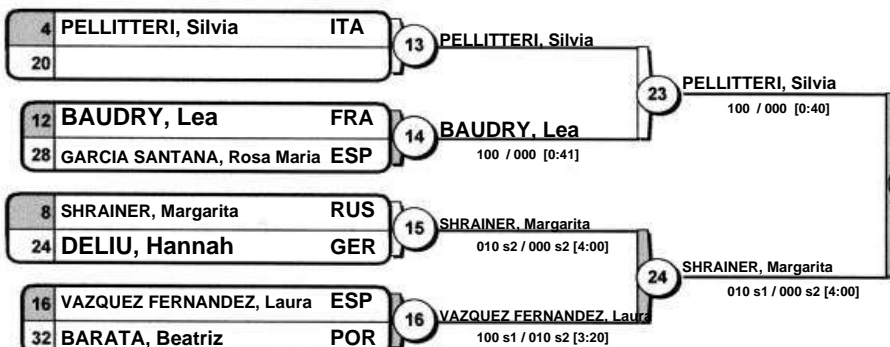 4 PELLITTERI, Silvia ITA
20
13
PELLITTERI, Silvia
12 BAUDRY, Lea FRA
28 GARCIA SANTANA, Rosa Maria ESP
14
BAUDRY, Lea
100 / 000 [0:41]
23
PELLITTERI, Silvia
100 / 000 [0:40]
8 SHRAINER, Margarita RUS
24 DELIU, Hannah GER
15
SHRAINER, Margarita
010 s2 / 000 s2 [4:00]
16 VAZQUEZ FERNANDEZ, Laura ESP
32 BARATA, Beatriz POR
16
VAZQUEZ FERNANDEZ, Laura
100 s1 / 010 s2 [3:20]
24
SHRAINER, Margarita
010 s1 / 000 s2 [4:00]